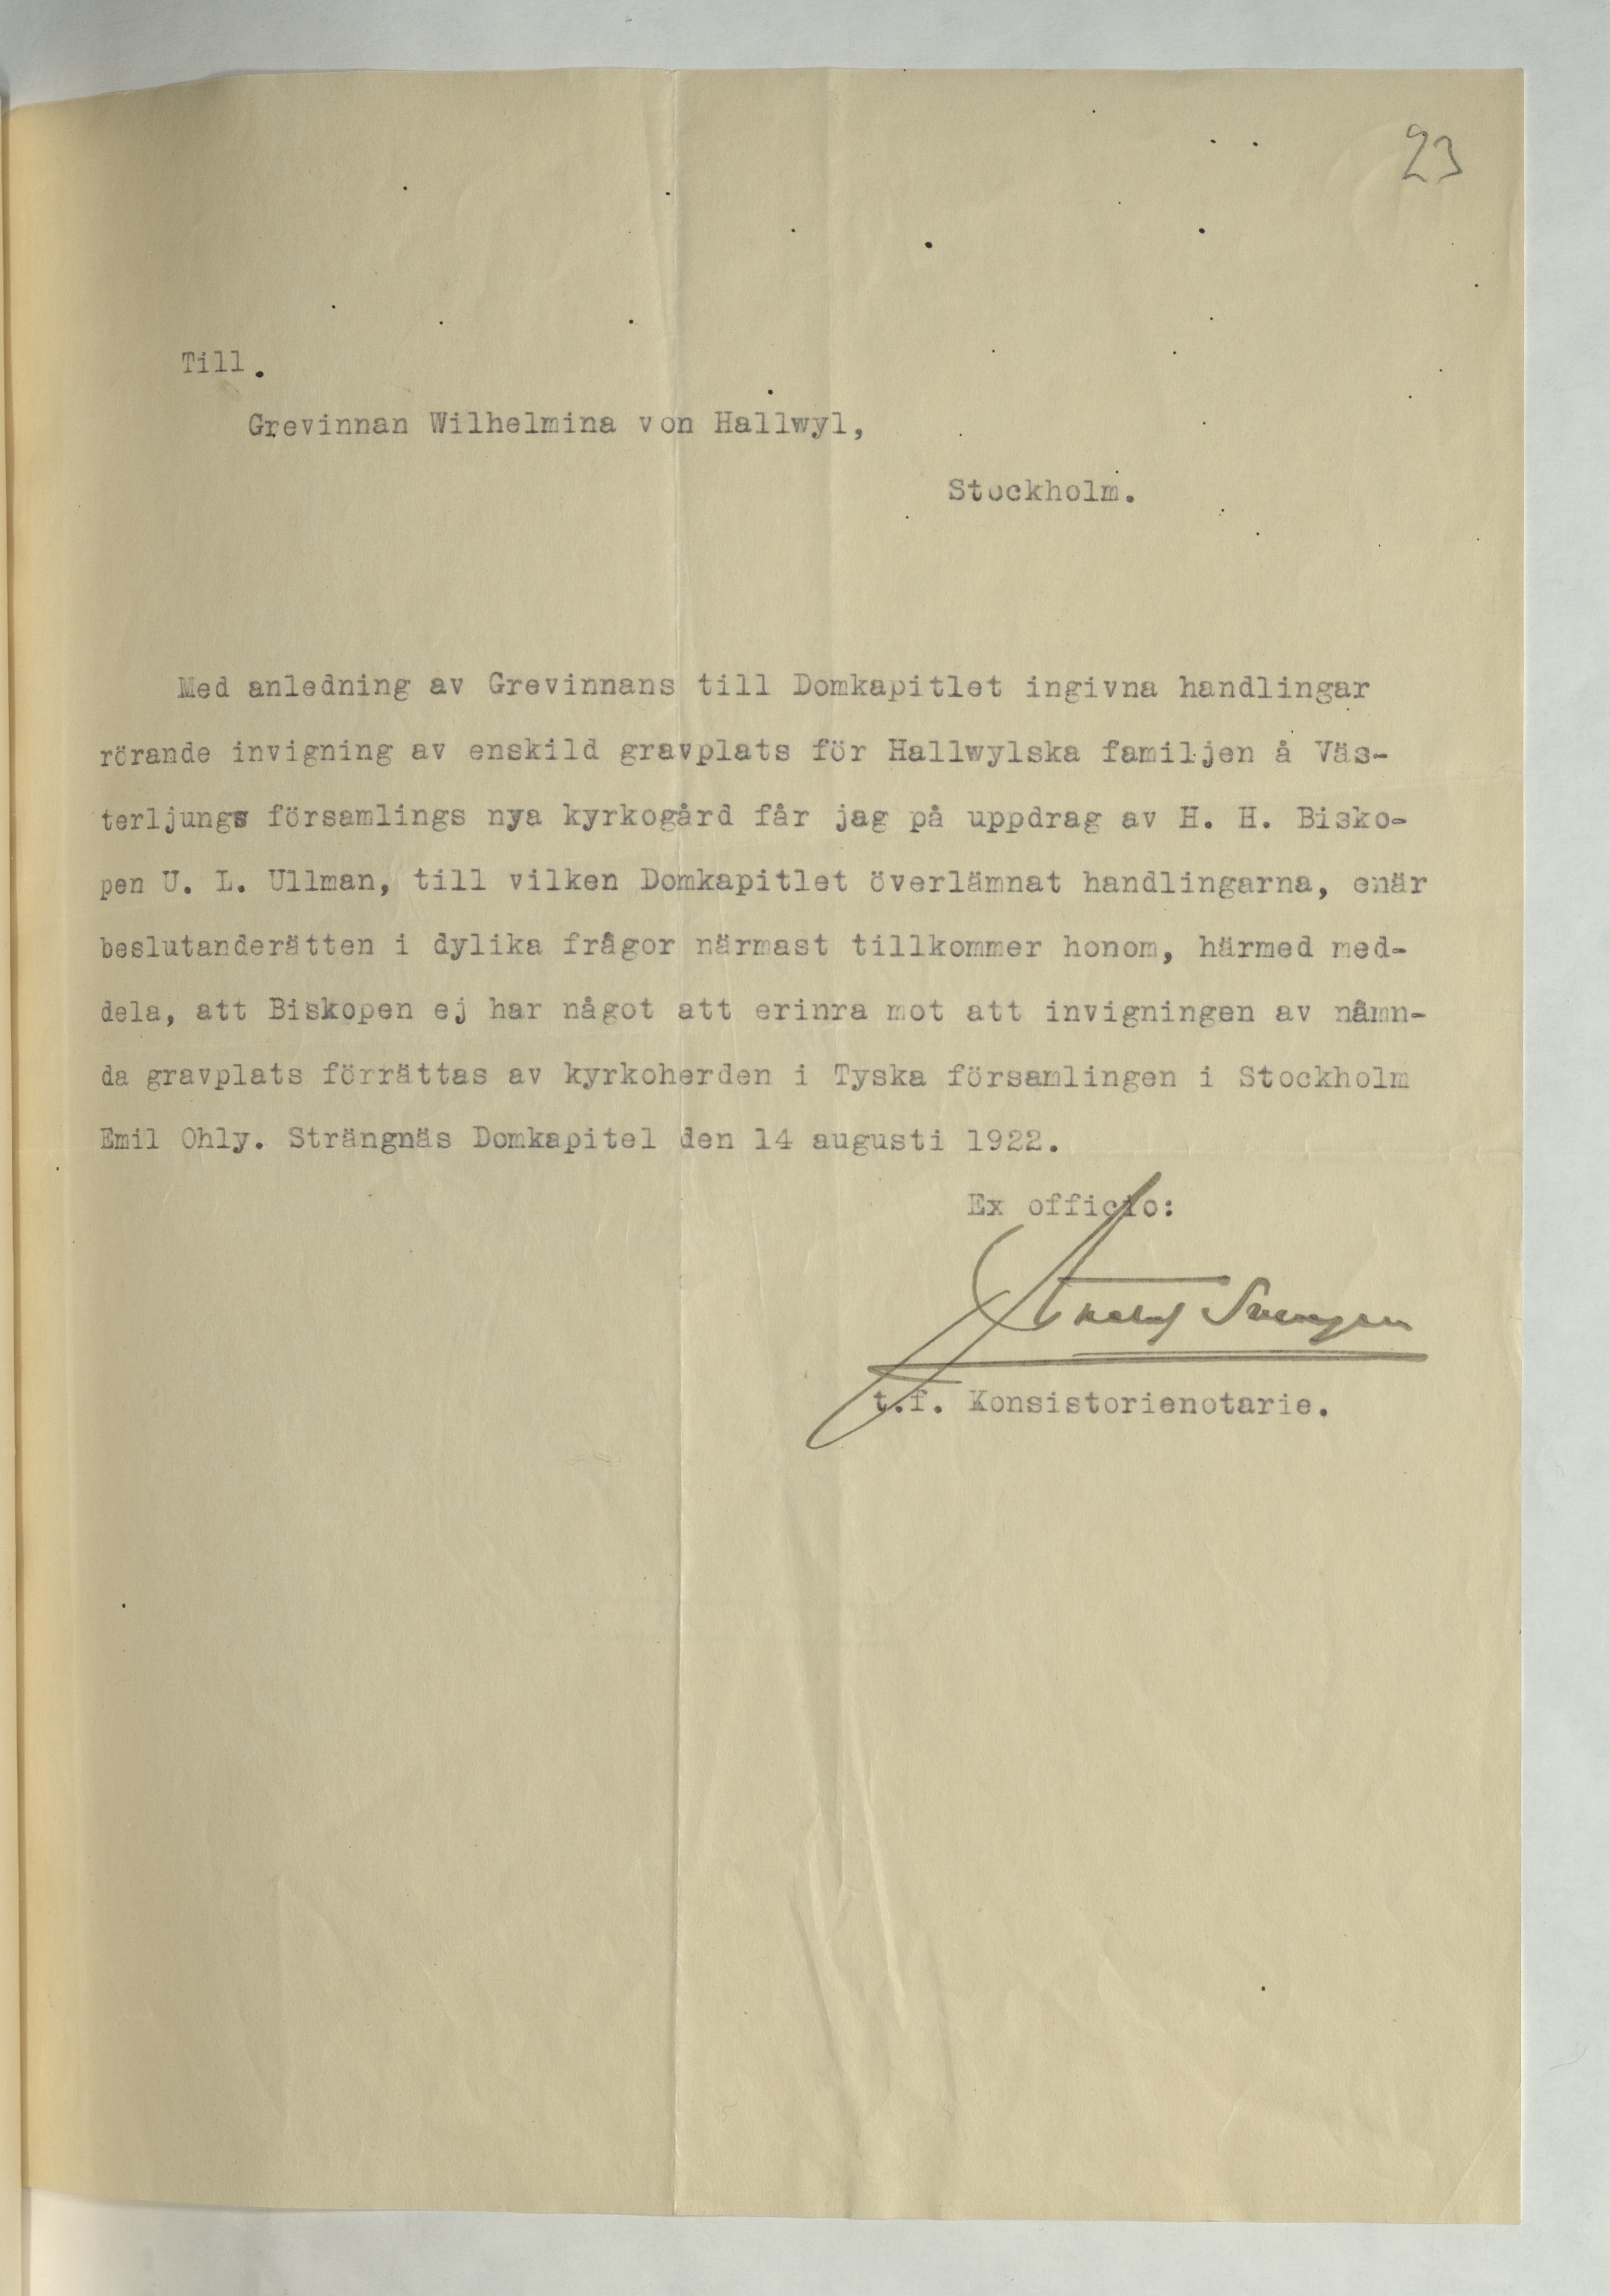 23
Till.
Grevinnan Wilhelmina von Hallwyl,
Stockholm.
Med anledning av Grevinnans till Domkapitlet ingivna handlingar
rörande invigning av enskild gravplats för Hallwylska familjen å Väs-
terljungs församlings nya kyrkogård får jag på uppdrag av H. H. Bisko-
pen U. L. Ullman, till vilken Domkapitlet överlämnat handlingarna, enär
beslutanderätten i dylika frågor närmast tillkommer honom, härmed med-
dela, att Biskopen ej har något att erinra mot att invigningen av nämn-
da gravplats förrättas av kyrkoherden i Tyska församlingen i Stockholm
Emil Ohly. Strängnäs Domkapitel den 14 augusti 1922.
Ex officio:
t.f. Konsistorienotarie.